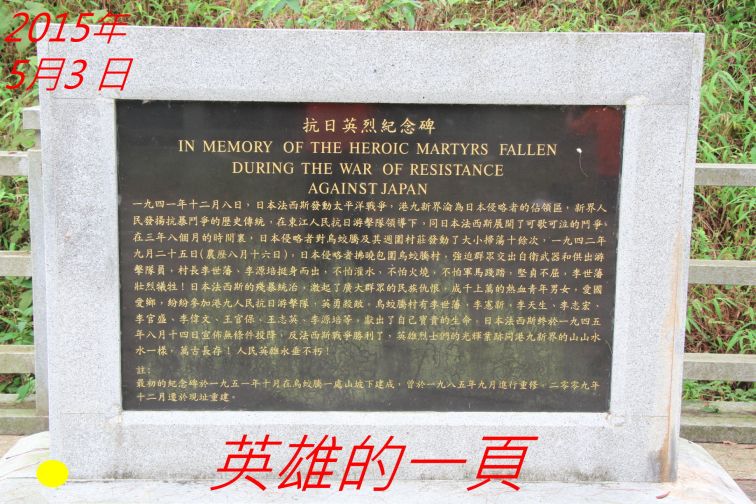 2015年
5月3 日
抗日英烈紀念碑
IN MEMORY OF THE HEROIC MARTYRS FALLEN
DURING THE WAR OF RESISTANCE
AGAINST JAPAN
一九四一年十二月八日，日本法西斯發動太平洋戰爭，港九新界淪為日本侵略者的佔領區，新界人
民發揚抗暴鬥爭的歷史傳統，在東江人民抗日游擊隊領導下，同日本法西斯展開了可歌可泣的鬥爭。
在三年八個月的時間裏，日本侵略者對烏蛟騰及其週圍村莊發動了大小掃蕩十餘次，一九四二年
九月二十五日(農曆八月十六日)，日本侵略者拂曉包圍烏蛟騰村，強迫群眾交出自衛武器和供出游
擊隊員，村長李世藩、李源培挺身而出，不怕灌水，不怕火燒，不怕軍馬踐踏，堅貞不屈，李世藩
壯烈犧牲！日本法西斯的殘暴統治，激起了廣大群眾的民族仇恨，成千上萬的熱血青年男女，愛國
愛鄉，紛紛參加港九人民抗日游擊隊，英勇殺敵，烏蛟騰村有李世藩、李憲新、李天生、李志宏、
李官盛、李偉文、王官保、王志英、李源培等，獻出了自己寶貴的生命。日本法西斯終於一九四五
年八月十四日宣佈無條件投降，反法西斯戰爭勝利了，英雄烈士們的光輝業跡同港九新界的山山水
水一樣，萬古長存！人民英雄永垂不朽！
註：
最初的紀念碑於一九五一年十月在烏蛟騰一處山坡下建成，曾於一九八五年九月進行重修。二零零九年
十二月遷於現址重建。
英雄的一頁